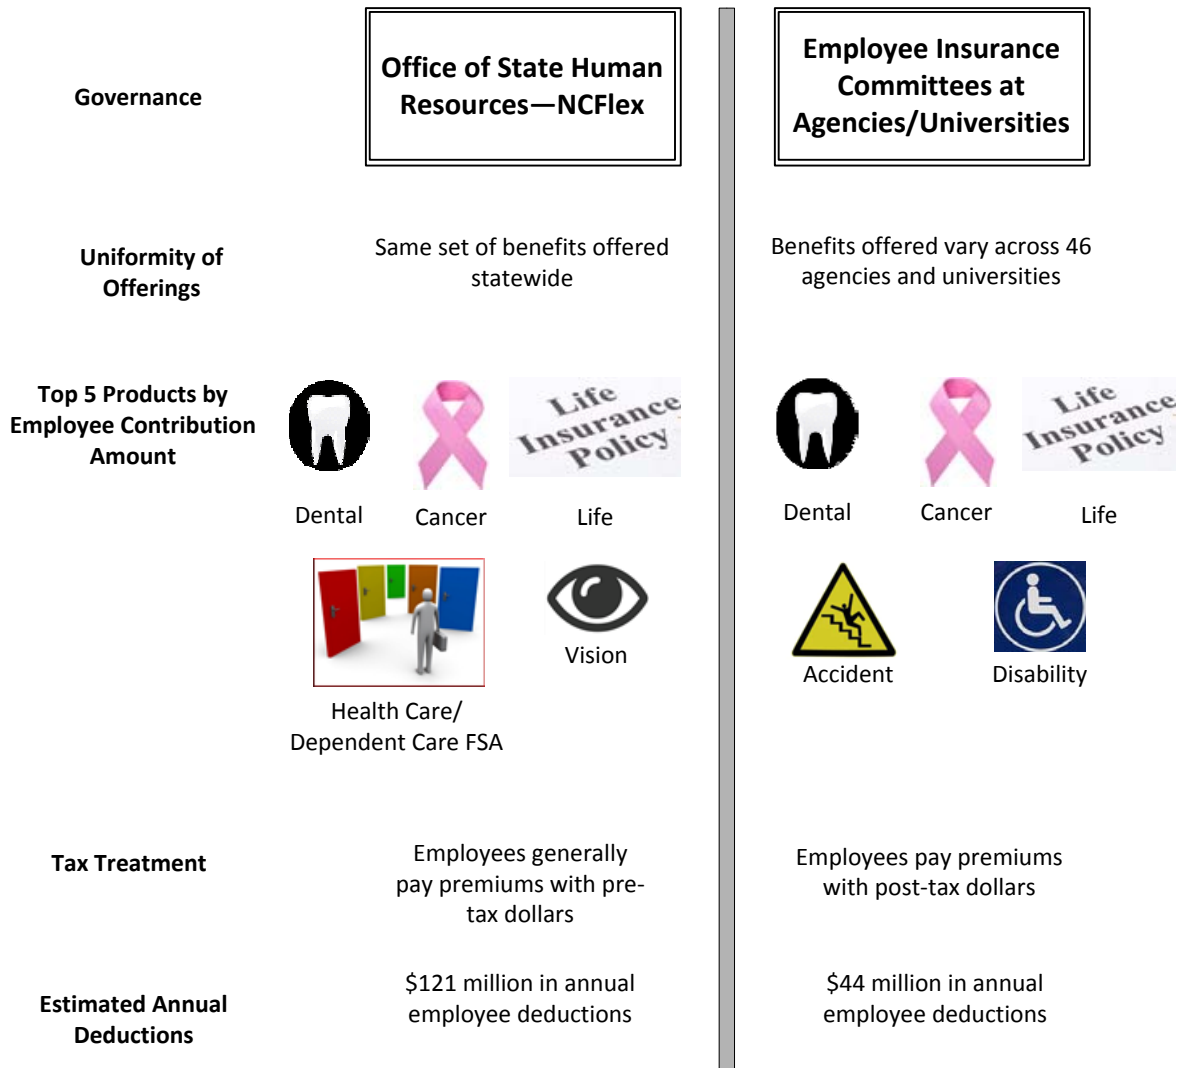 Governance
Office of State Human
Resources—NCFlex
Employee Insurance
Committees at
Agencies/Universities
Uniformity of
Offerings
Same set of benefits offered
statewide
Benefits offered vary across 46
agencies and universities
Top 5 Products by
Employee Contribution
Amount
Life
Insurance
Policy
Life
Insurance
Policy
Dental
Cancer
Life
Dental
Cancer
Life
Vision
Health Care/
Dependent Care FSA
Accident
Disability
Tax Treatment
Employees generally
pay premiums with pre-
tax dollars
Employees pay premiums
with post-tax dollars
Estimated Annual
Deductions
$121 million in annual
employee deductions
$44 million in annual
employee deductions